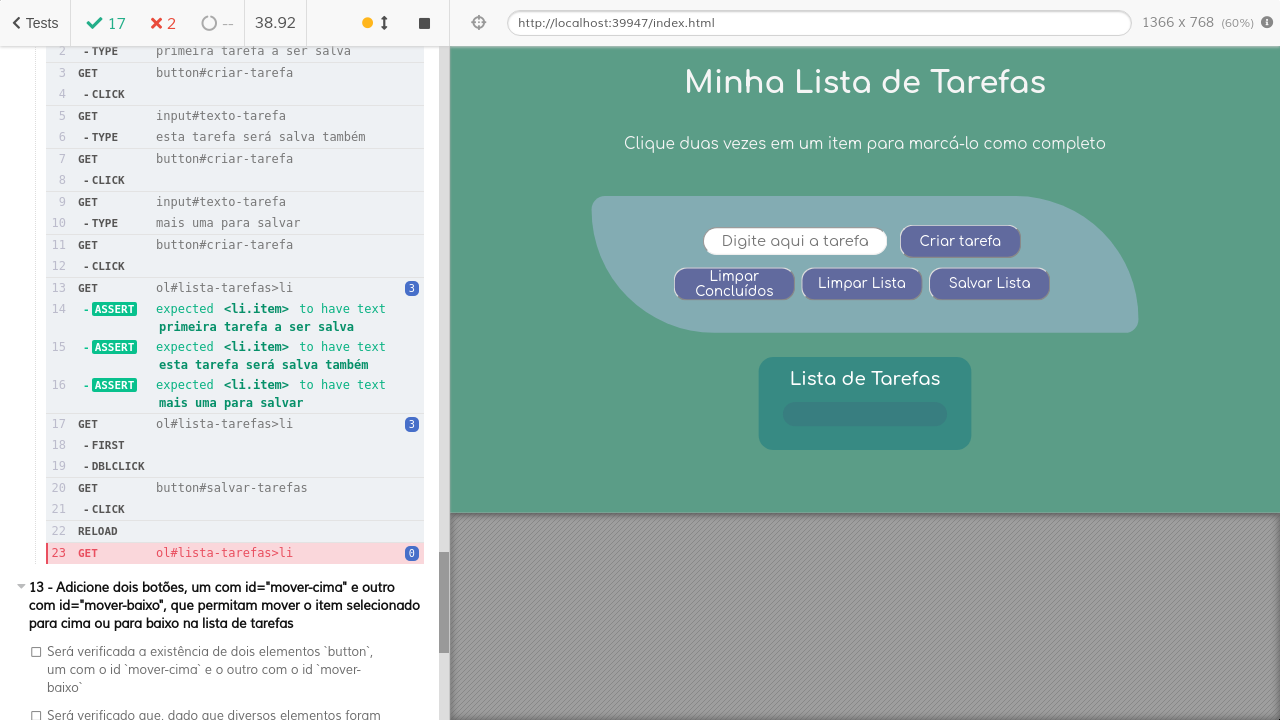 Tests
17
2
--
38.92
http://localhost:39947/index.html
1366 x 768 (60%)
2 -TYPE primeira tarefa a ser salva
3 GET button#criar-tarefa
4 -CLICK
5 GET input#texto-tarefa
6 -TYPE esta tarefa será salva também
7 GET button#criar-tarefa
8 -CLICK
9 GET input#texto-tarefa
10 -TYPE mais uma para salvar
11 GET button#criar-tarefa
12 -CLICK
13 GET ol#lista-tarefas>li 3
14 -ASSERT expected <li.item> to have text
primeira tarefa a ser salva
15 -ASSERT expected <li.item> to have text
esta tarefa será salva também
16 -ASSERT expected <li.item> to have text
mais uma para salvar
17 GET ol#lista-tarefas>li 3
18 -FIRST
19 -DBLCLICK
20 GET button#salvar-tarefas
21 -CLICK
22 RELOAD
23 GET ol#lista-tarefas>li 0
13 - Adicione dois botões, um com id="mover-cima" e outro
com id="mover-baixo", que permitam mover o item selecionado
para cima ou para baixo na lista de tarefas
Será verificada a existência de dois elementos `button`,
um com o id `mover-cima` e o outro com o id `mover-
baixo`
Será verificado que, dado que diversos elementos foram
Minha Lista de Tarefas
Clique duas vezes em um item para marcá-lo como completo
Digite aqui a tarefa
Criar tarefa
Limpar
Concluídos
Limpar Lista
Salvar Lista
Lista de Tarefas